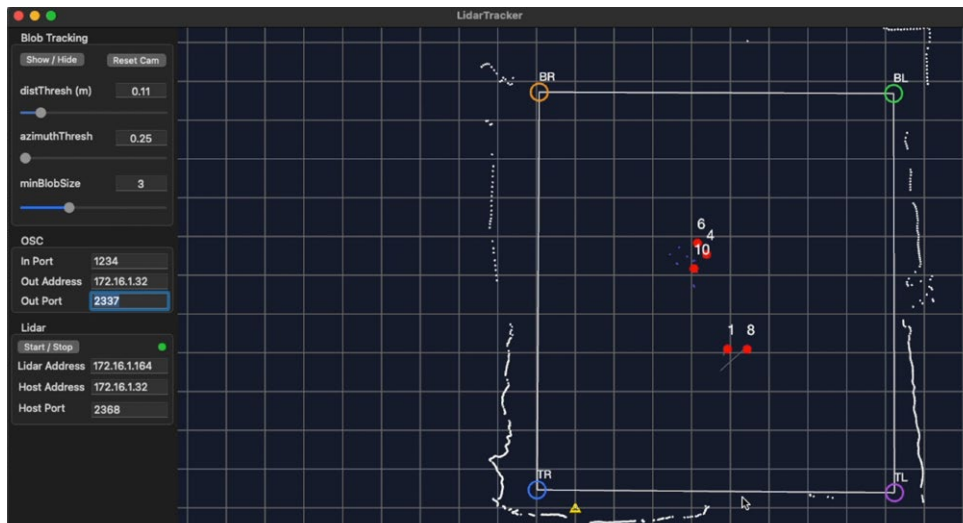 LidarTracker
Blob Tracking
Show / Hide Reset Cam
distThresh (m) 0.11
azimuthThresh 0.25
minBlobSize 3
OSC
In Port 1234
Out Address 172.16.1.32
Out Port 2337
Lidar
Start / Stop
Lidar Address 172.16.1.164
Host Address 172.16.1.32
Host Port 2368
BR BL
6
4
10
1 8
TR TL